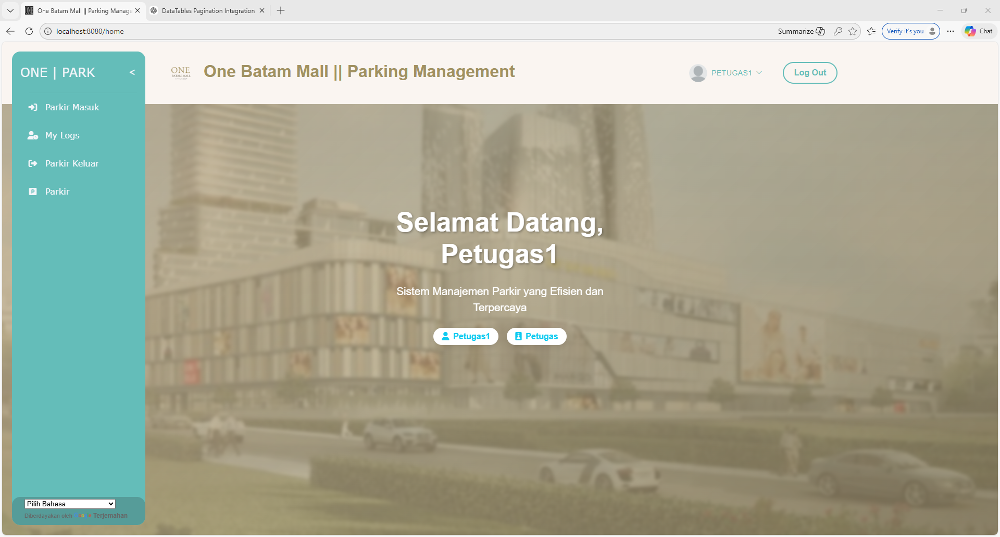 One Batam Mall || Parking Manage
DataTables Pagination Integration
localhost:8080/home
Summarize
Verify it's you
Chat
ONE | PARK
<
ONE
BATAM MALL
One Batam Mall || Parking Management
PETUGAS1
Log Out
Parkir Masuk
My Logs
Parkir Keluar
Parkir
Selamat Datang,
Petugas1
Sistem Manajemen Parkir yang Efisien dan
Terpercaya
Petugas1
Petugas
Pilih Bahasa
Diberdayakan oleh Google Terjemahan